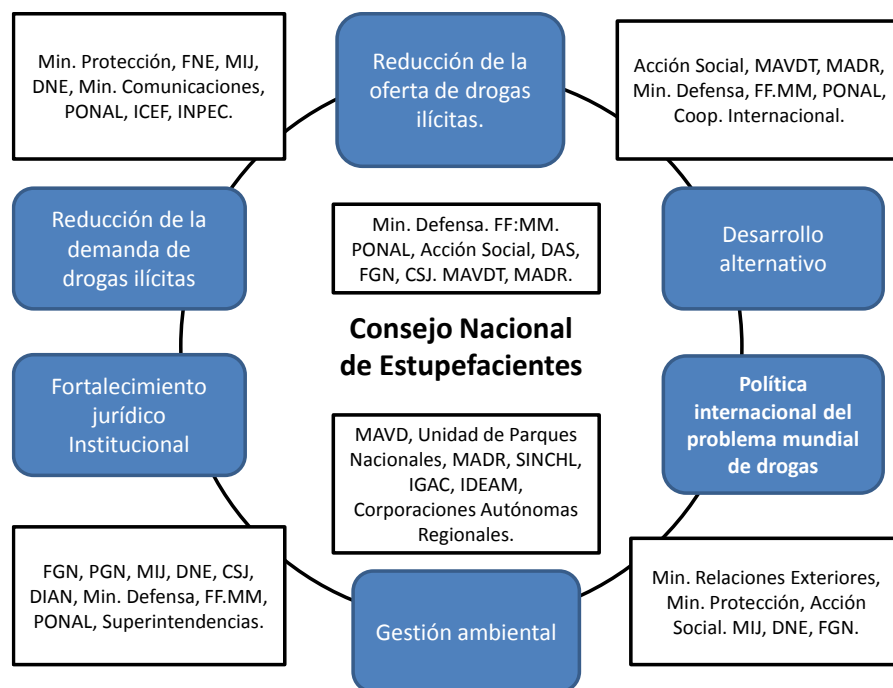 Min. Protección, FNE, MIJ,
DNE, Min. Comunicaciones,
PONAL, ICEF, INPEC.
Reducción de la
oferta de drogas
ilícitas.
Acción Social, MAVDT, MADR,
Min. Defensa, FF.MM, PONAL,
Coop. Internacional.
Reducción de la
demanda de
drogas ilícitas
Min. Defensa. FF:MM.
PONAL, Acción Social, DAS,
FGN, CSJ. MAVDT, MADR.
Desarrollo
alternativo
Consejo Nacional
de Estupefacientes
Fortalecimiento
jurídico
Institucional
MAVD, Unidad de Parques
Nacionales, MADR, SINCHL,
IGAC, IDEAM,
Corporaciones Autónomas
Regionales.
Política
internacional del
problema mundial
de drogas
FGN, PGN, MIJ, DNE, CSJ,
DIAN, Min. Defensa, FF.MM,
PONAL, Superintendencias.
Gestión ambiental
Min. Relaciones Exteriores,
Min. Protección, Acción
Social. MIJ, DNE, FGN.